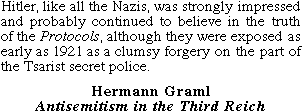 Hitler, like all the Nazis, was strongly impressed
and probably continued to believe in the truth
of the Protocols, although they were exposed as
early as 1921 as a clumsy forgery on the part of
the Tsarist secret police.
Hermann Graml
Antisemitism in the Third Reich